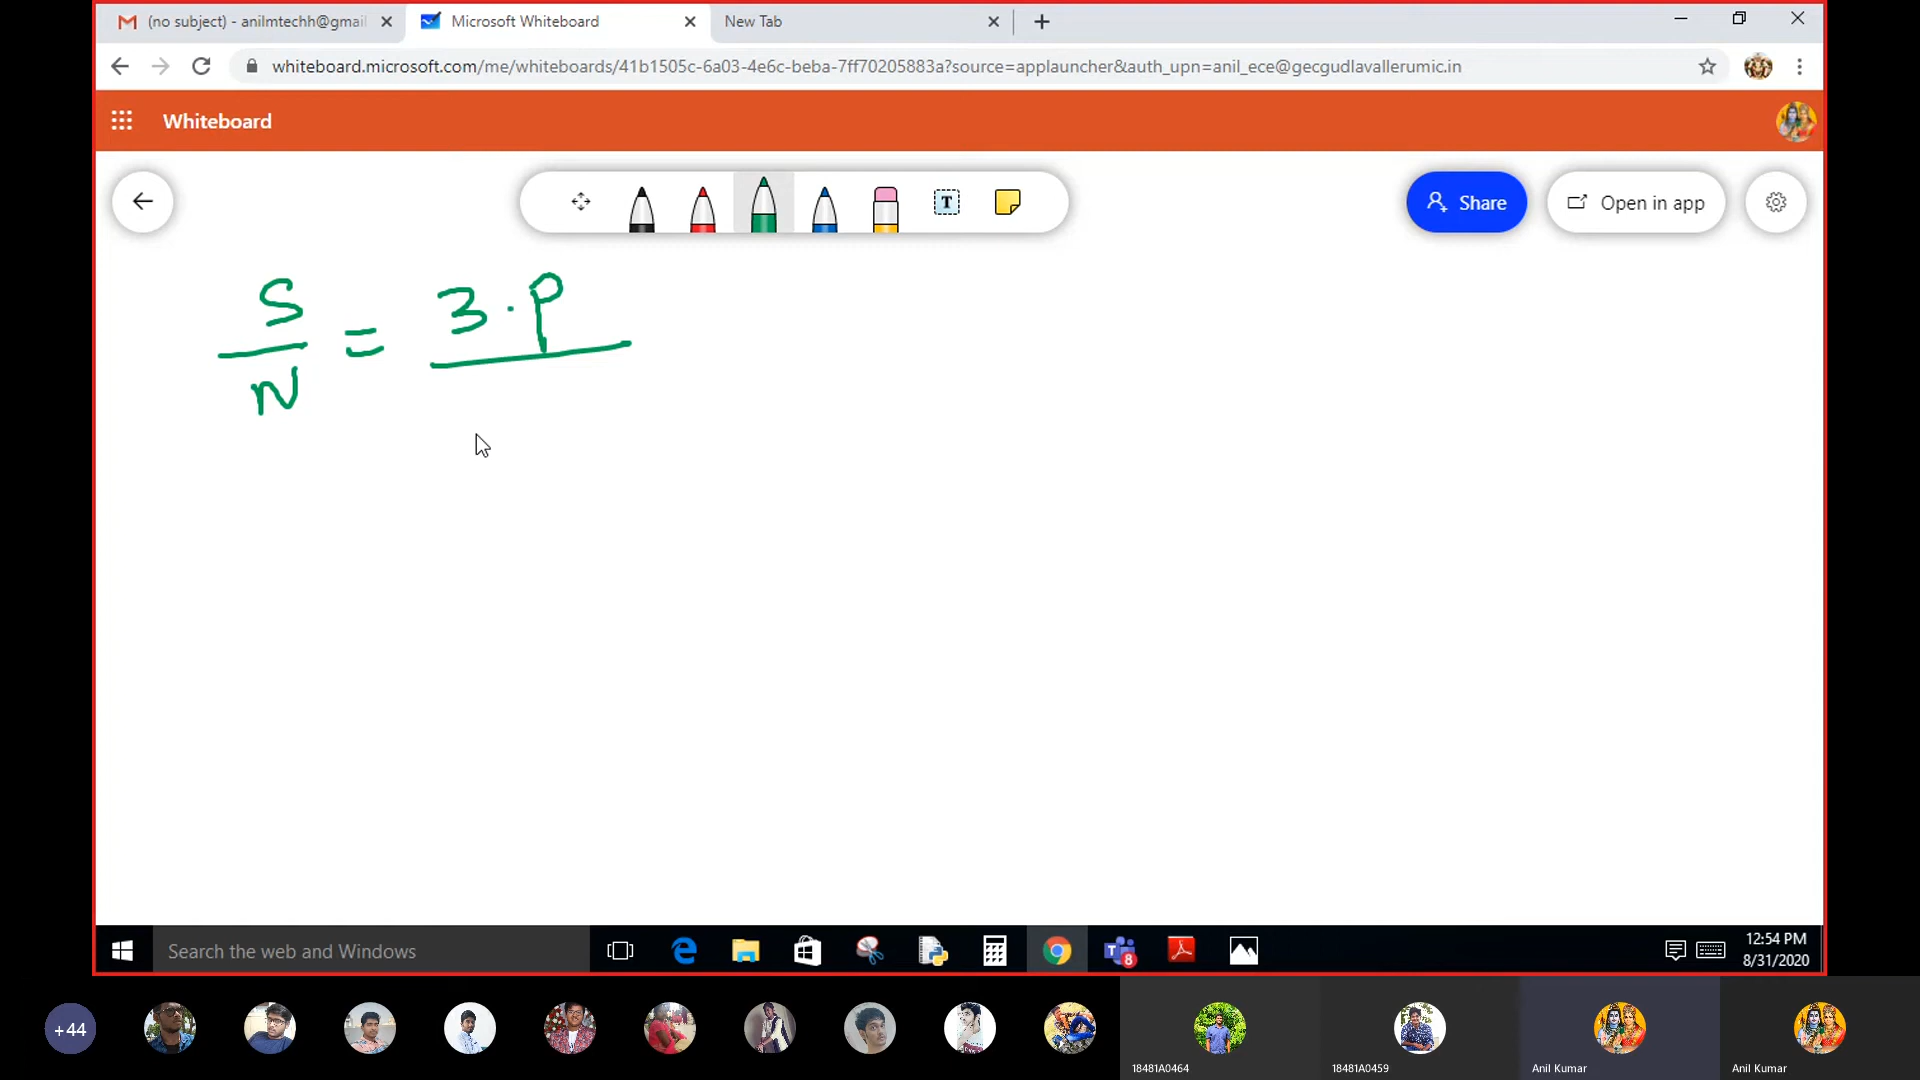 (no subject) - anilmtechh@gmail
Microsoft Whiteboard
New Tab
whiteboard.microsoft.com/me/whiteboards/41b1505c-6a03-4e6c-beba-7ff70205883a?source=applauncher&auth_upn=anil_ece@gecgudlavallerumic.in
Whiteboard
T
Share
Open in app
S
N
=
3 · P
Search the web and Windows
8
12:54 PM
8/31/2020
+44
18481A0464
18481A0459
Anil Kumar
Anil Kumar